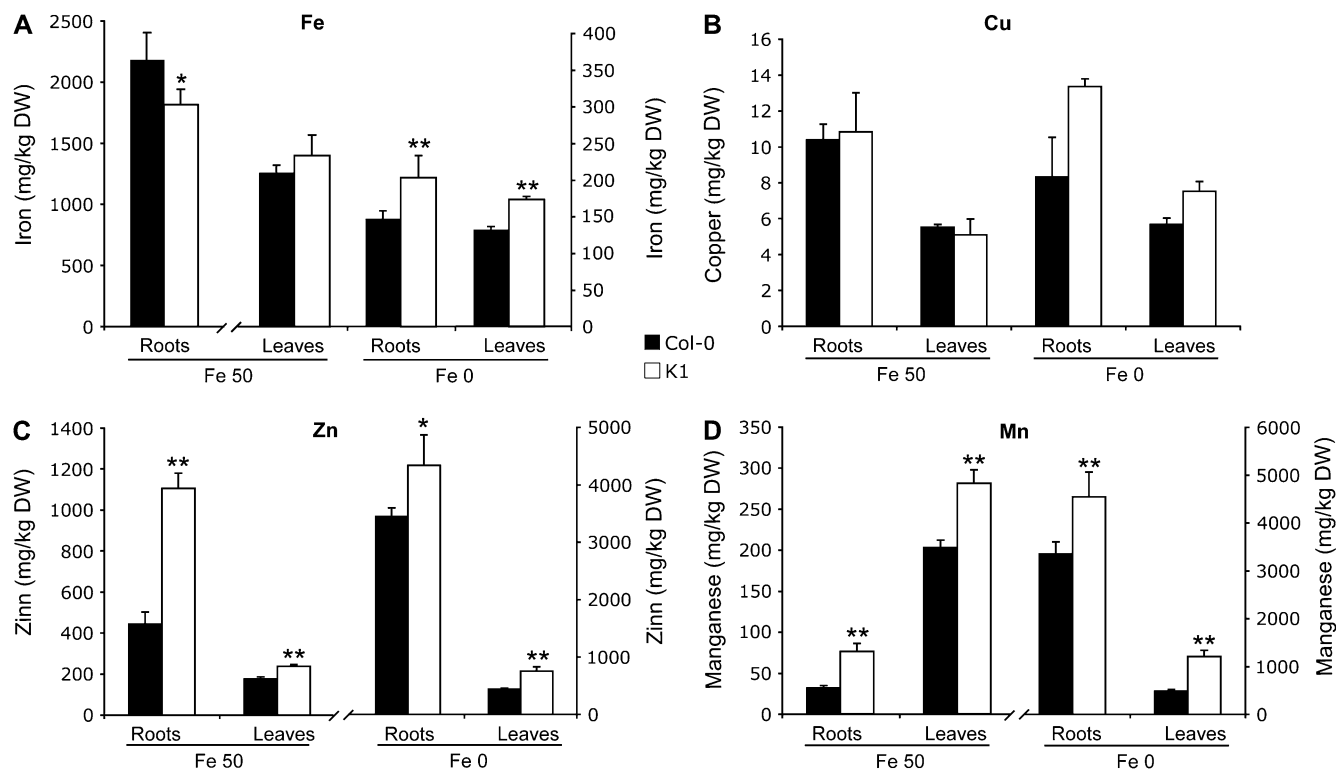 A
Fe
Iron (mg/kg DW)
2500
2000
1500
1000
500
0
400
350
300
250
200
150
100
50
0
Iron (mg/kg DW)
*
**
**
Roots
Leaves
Roots
Leaves
Fe 50
Fe 0
B
Cu
Copper (mg/kg DW)
16
14
12
10
8
6
4
2
0
Roots
Leaves
Roots
Leaves
Fe 50
Fe 0
Col-0
K1
C
Zn
Zinn (mg/kg DW)
1400
1200
1000
800
600
400
200
0
5000
4000
3000
2000
1000
0
Zinn (mg/kg DW)
**
**
*
**
Roots
Leaves
Roots
Leaves
Fe 50
Fe 0
D
Mn
Manganese (mg/kg DW)
350
300
250
200
150
100
50
0
6000
5000
4000
3000
2000
1000
0
Manganese (mg/kg DW)
**
**
**
**
Roots
Leaves
Roots
Leaves
Fe 50
Fe 0